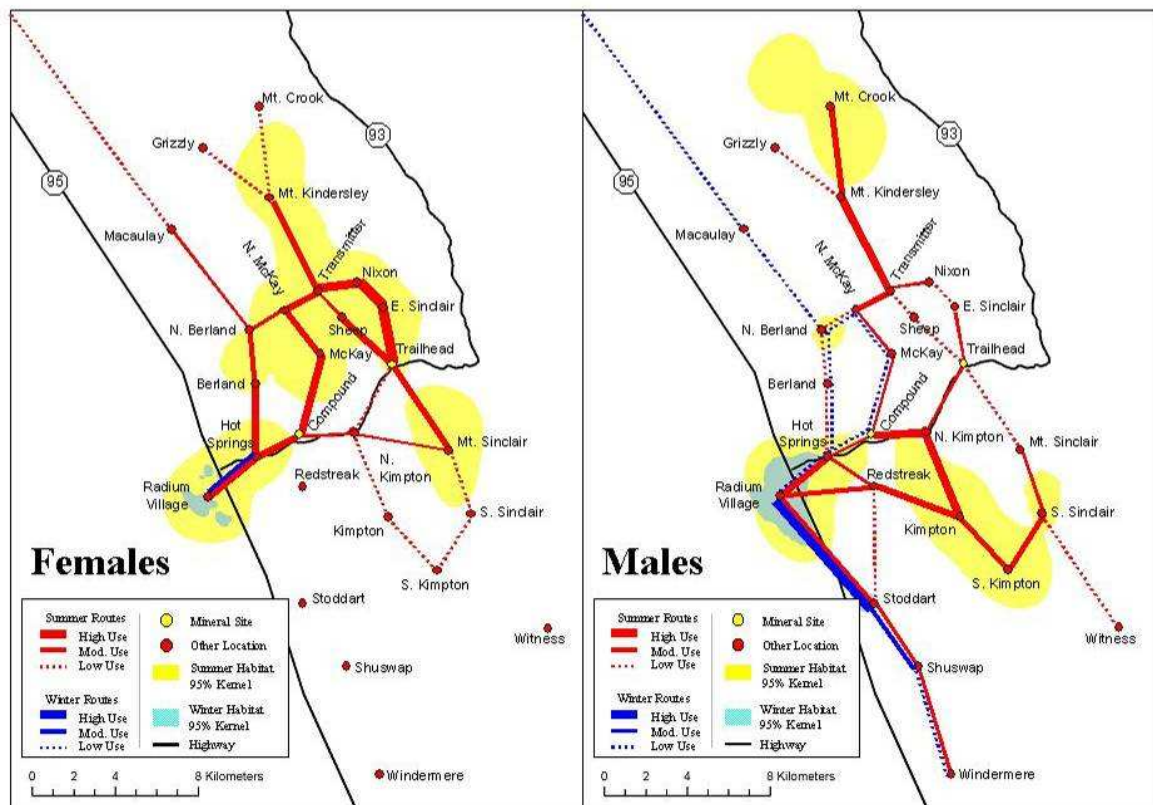 Mt. Crook
93
Grizzly
95
Mt. Kindersley
Macaulay
N. McKay
Transmitter
Nixon
N. Berland
E. Sinclair
Sheep
Trailhead
McKay
Berland
Compound
Hot
Springs
Mt. Sinclair
N.
Kimpton
Redstreak
Radium
Village
S. Sinclair
Kimpton
Females
S. Kimpton
Stoddart
Witness
Shuswap
Windermere
Summer Routes
High Use
Mod. Use
Low Use
Winter Routes
High Use
Mod. Use
Low Use
Mineral Site
Other Location
Summer Habitat
95% Kernel
Winter Habitat
95% Kernel
Highway
0 2 4 8 Kilometers
Mt. Crook
93
Grizzly
95
Mt. Kindersley
Macaulay
N. McKay
Transmitter
Nixon
N. Berland
E. Sinclair
Sheep
Trailhead
McKay
Berland
Compound
Hot
Springs
N. Kimpton
Mt. Sinclair
Redstreak
Radium
Village
S. Sinclair
Kimpton
Males
S. Kimpton
Stoddart
Witness
Shuswap
Windermere
Summer Routes
High Use
Mod. Use
Low Use
Winter Routes
High Use
Mod. Use
Low Use
Mineral Site
Other Location
Summer Habitat
95% Kernel
Winter Habitat
95% Kernel
Highway
0 2 4 8 Kilometers